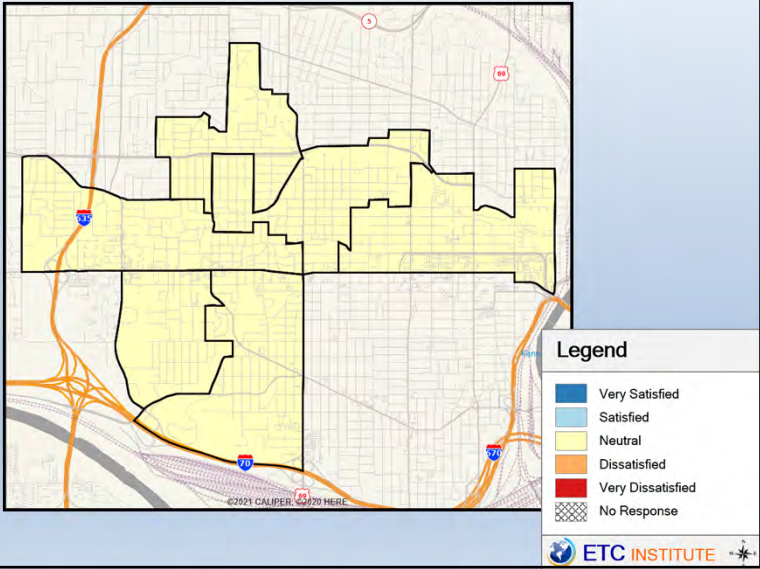 5
69
635
Kans
Legend
Very Satisfied
Satisfied
Neutral
Dissatisfied
Very Dissatisfied
No Response
70
670
69
©2021 CALIPER, ©2020 HERE
ETC INSTITUTE
N
W E
S